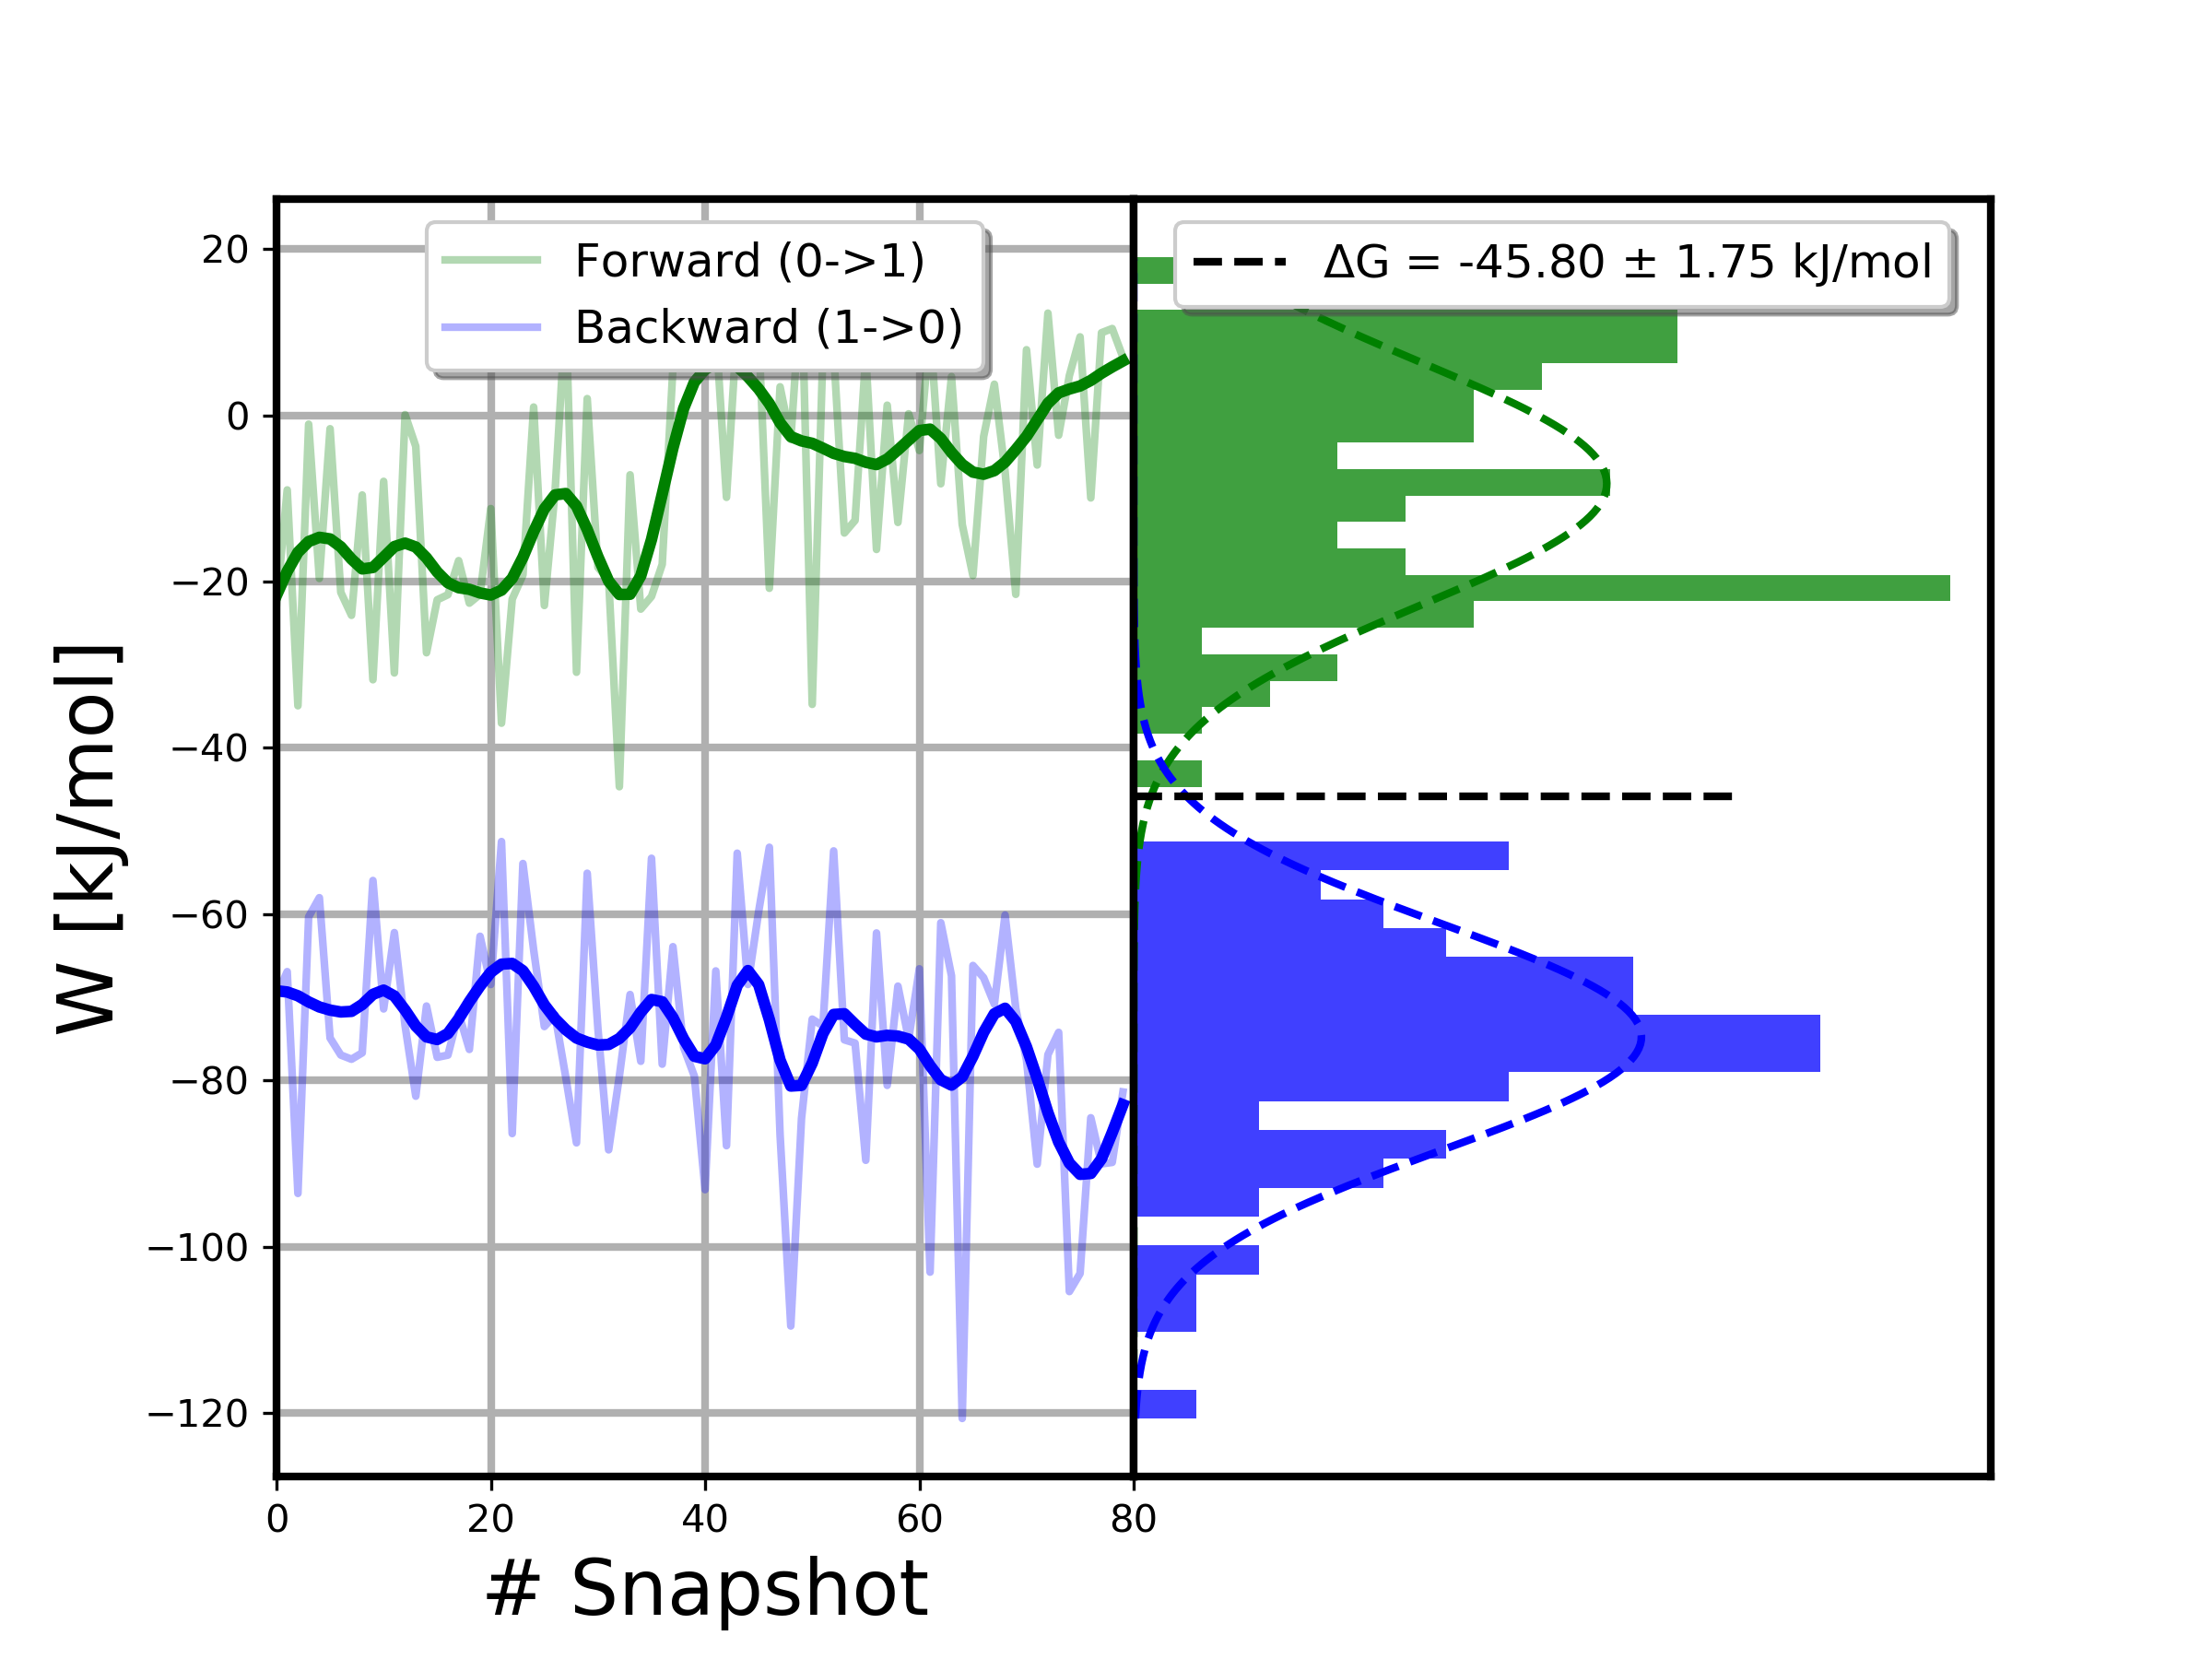 Forward (0->1)
Backward (1->0)
ΔG = -45.80 ± 1.75 kJ/mol
W [kJ/mol]
20
0
−20
−40
−60
−80
−100
−120
0 20 40 60 80
# Snapshot